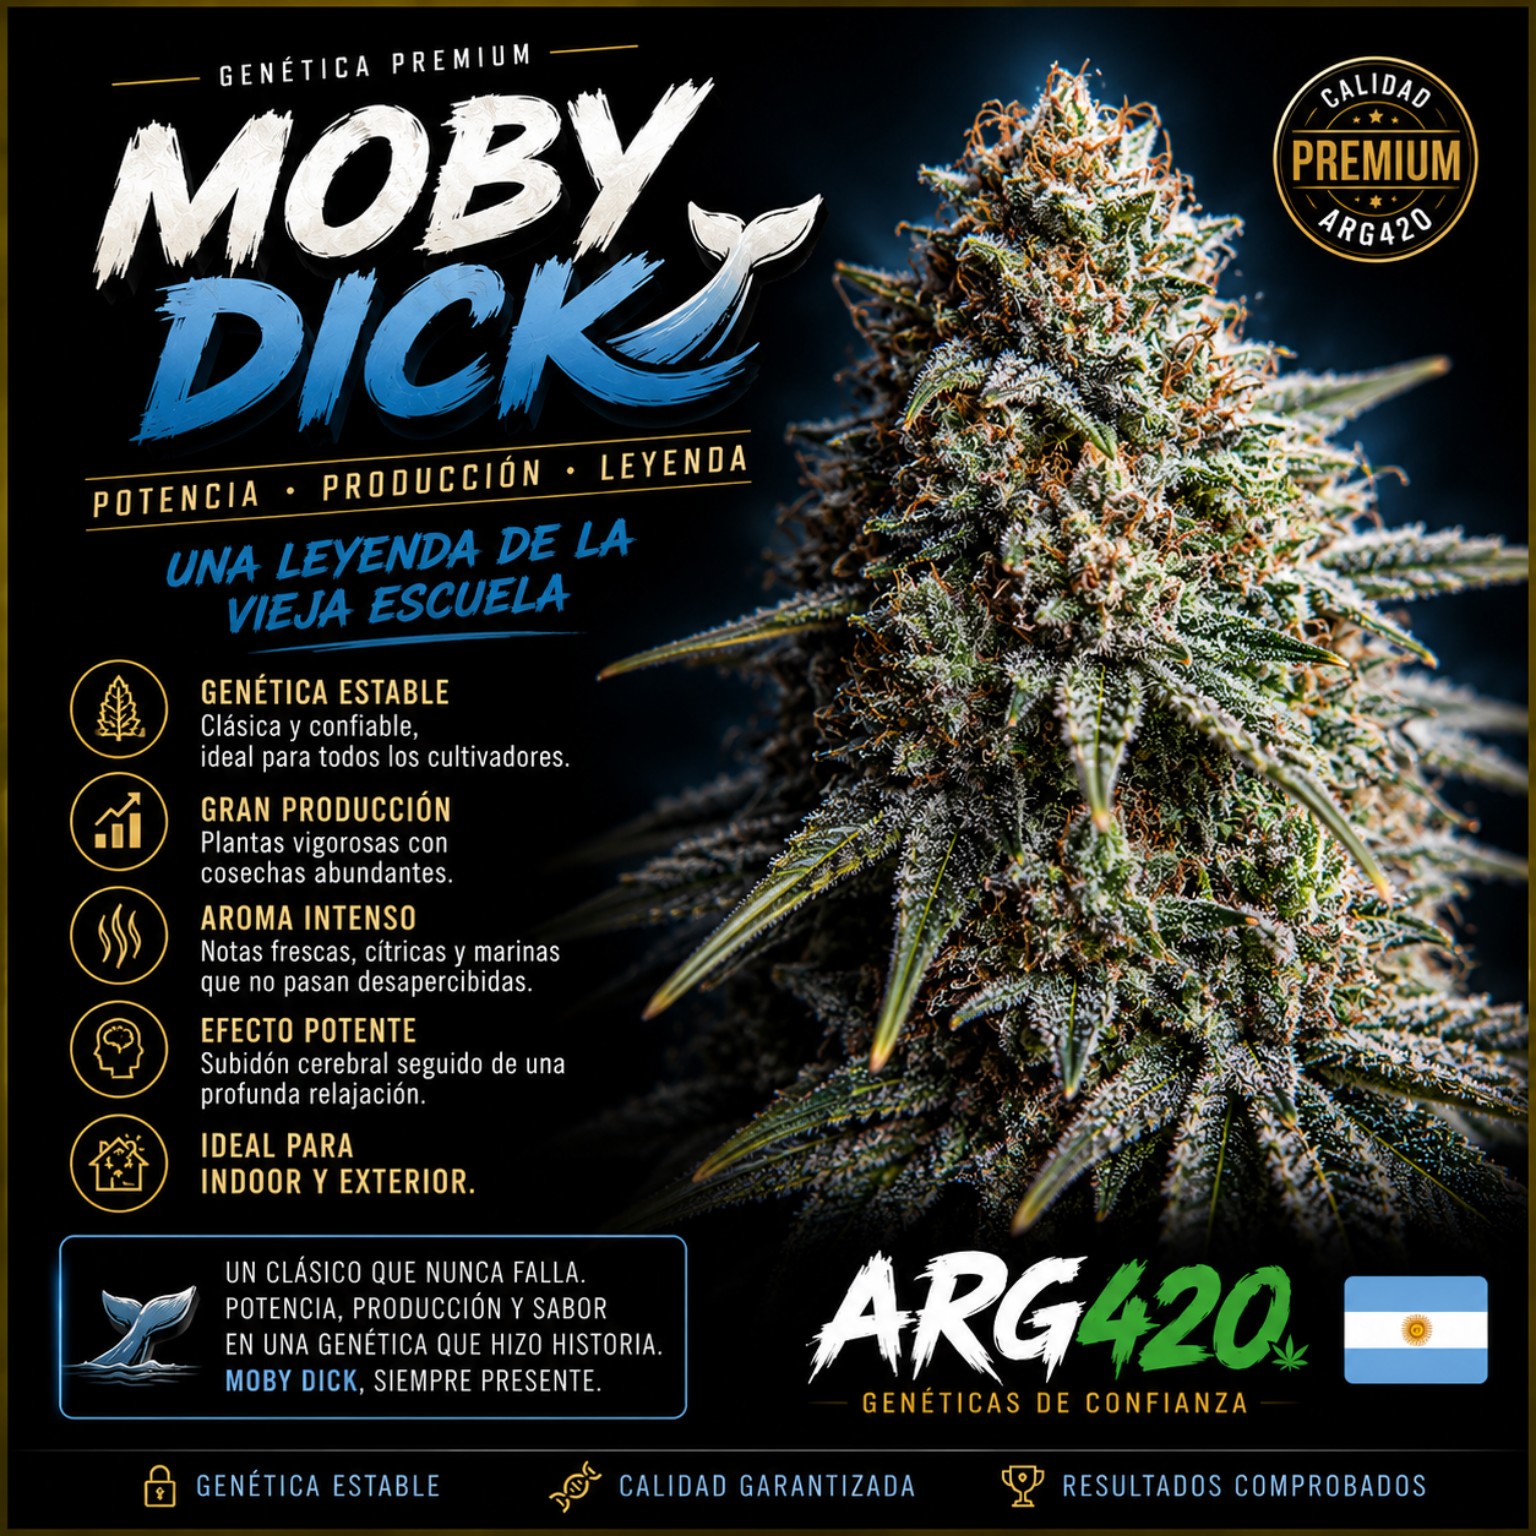 GENÉTICA PREMIUM
MOBY
DICK
POTENCIA • PRODUCCIÓN • LEYENDA
UNA LEYENDA DE LA
VIEJA ESCUELA
CALIDAD
PREMIUM
ARG420
GENÉTICA ESTABLE
Clásica y confiable,
ideal para todos los cultivadores.
GRAN PRODUCCIÓN
Plantas vigorosas con
cosechas abundantes.
AROMA INTENSO
Notas frescas, cítricas y marinas
que no pasan desapercibidas.
EFECTO POTENTE
Subidón cerebral seguido de una
profunda relajación.
IDEAL PARA
INDOOR Y EXTERIOR.
UN CLÁSICO QUE NUNCA FALLA.
POTENCIA, PRODUCCIÓN Y SABOR
EN UNA GENÉTICA QUE HIZO HISTORIA.
MOBY DICK, SIEMPRE PRESENTE.
ARG420
GENÉTICAS DE CONFIANZA
GENÉTICA ESTABLE
CALIDAD GARANTIZADA
RESULTADOS COMPROBADOS